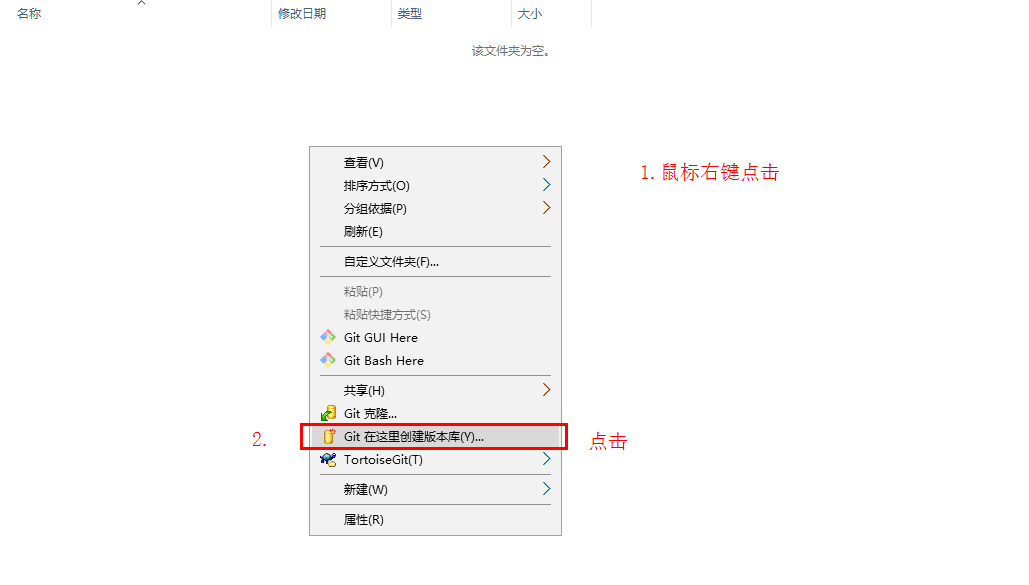 名称 修改日期 类型 大小
该文件夹为空。
查看(V)
1. 鼠标右键点击
排序方式(O)
分组依据(P)
刷新(E)
自定义文件夹(F)...
粘贴(P)
粘贴快捷方式(S)
Git GUI Here
Git Bash Here
共享(H)
Git 克隆...
2. Git 在这里创建版本库(Y)... 点击
TortoiseGit(T)
新建(W)
属性(R)